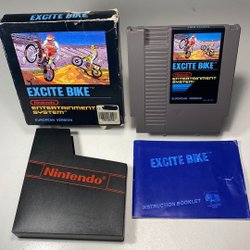 EXCITE BIKE
Nintendo
ENTERTAINMENT
SYSTEM
EUROPEAN VERSION
EXCITE BIKE
Nintendo
ENTERTAINMENT
SYSTEM
EUROPEAN VERSION
Nintendo
EXCITE BIKE
INSTRUCTION BOOKLET